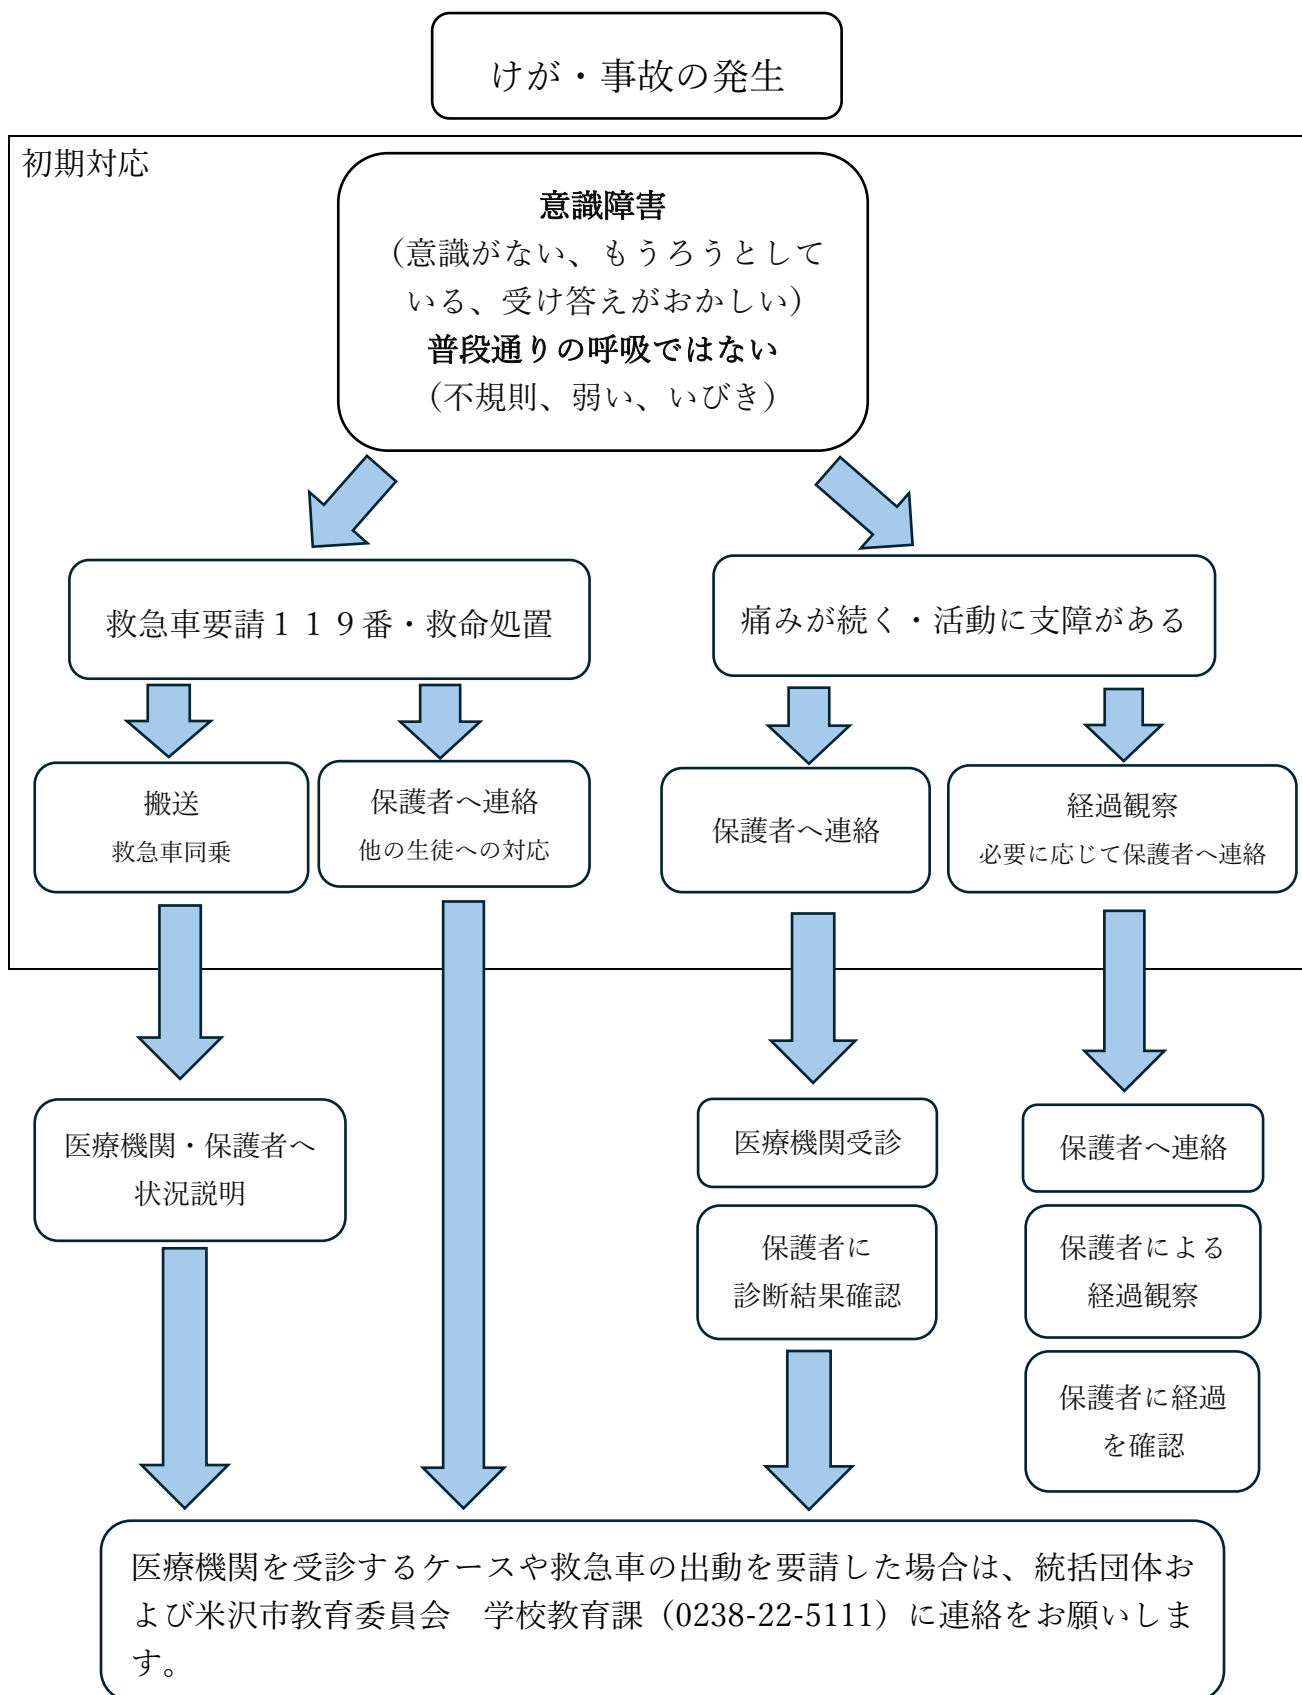 けが・事故の発生
初期対応
意識障害
（意識がない、もうろうとして
いる、受け答えがおかしい）
普段通りの呼吸ではない
（不規則、弱い、いびき）
救急車要請１１９番・救命処置
痛みが続く・活動に支障がある
搬送
救急車同乗
保護者へ連絡
他の生徒への対応
保護者へ連絡
経過観察
必要に応じて保護者へ連絡
医療機関・保護者へ
状況説明
医療機関受診
保護者に
診断結果確認
保護者へ連絡
保護者による
経過観察
保護者に経過
を確認
医療機関を受診するケースや救急車の出動を要請した場合は、統括団体お
よび米沢市教育委員会　学校教育課（0238-22-5111）に連絡をお願いしま
す。